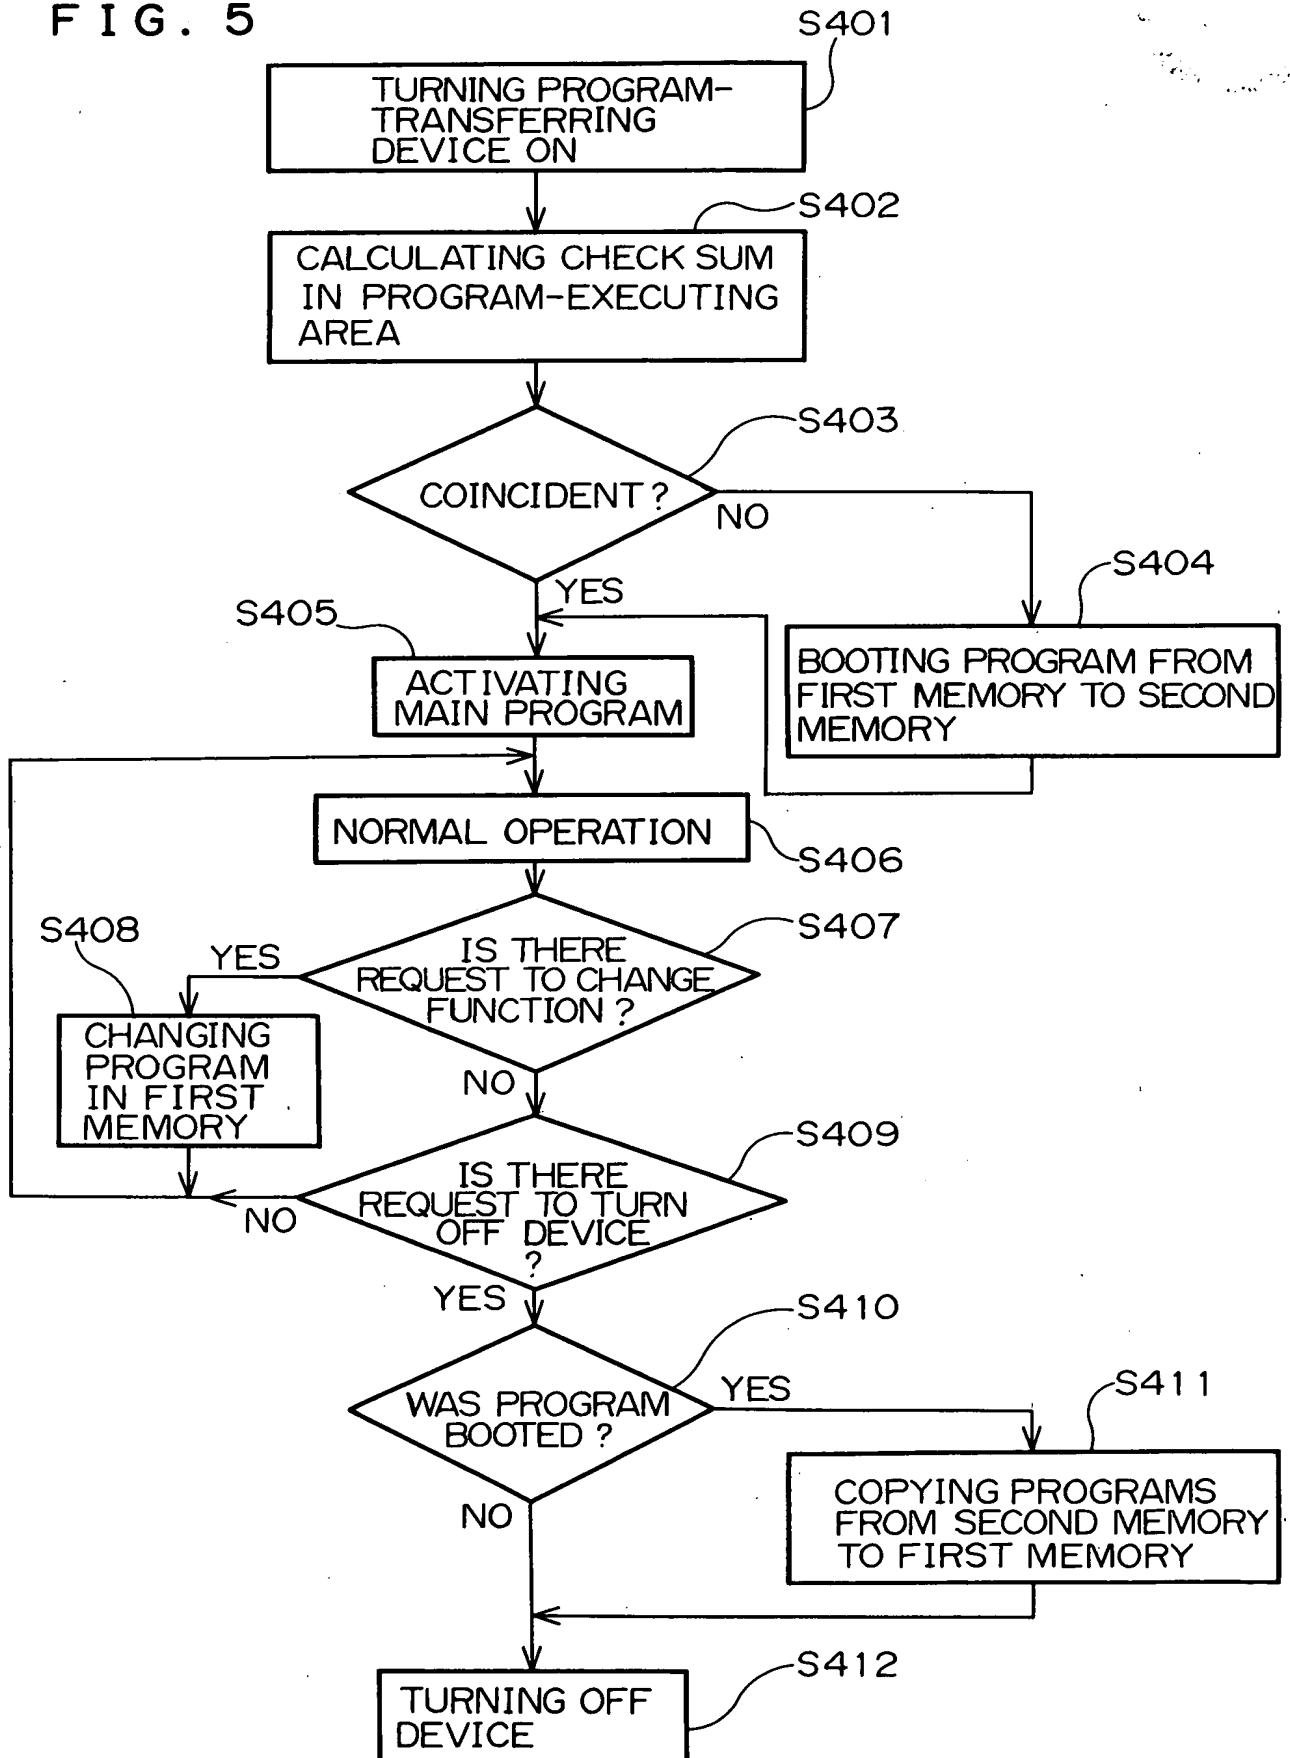 FIG. 5
S401
TURNING PROGRAM-
TRANSFERRING
DEVICE ON
S402
CALCULATING CHECK SUM
IN PROGRAM-EXECUTING
AREA
S403
COINCIDENT?
NO
YES
S404
S405
BOOTING PROGRAM FROM
FIRST MEMORY TO SECOND
MEMORY
ACTIVATING
MAIN PROGRAM
NORMAL OPERATION
S406
S407
S408
YES
IS THERE
REQUEST TO CHANGE
FUNCTION?
CHANGING
PROGRAM
IN FIRST
MEMORY
NO
S409
IS THERE
REQUEST TO TURN
OFF DEVICE
?
NO
YES
S410
WAS PROGRAM
BOOTED?
YES
S411
NO
COPYING PROGRAMS
FROM SECOND MEMORY
TO FIRST MEMORY
S412
TURNING OFF
DEVICE